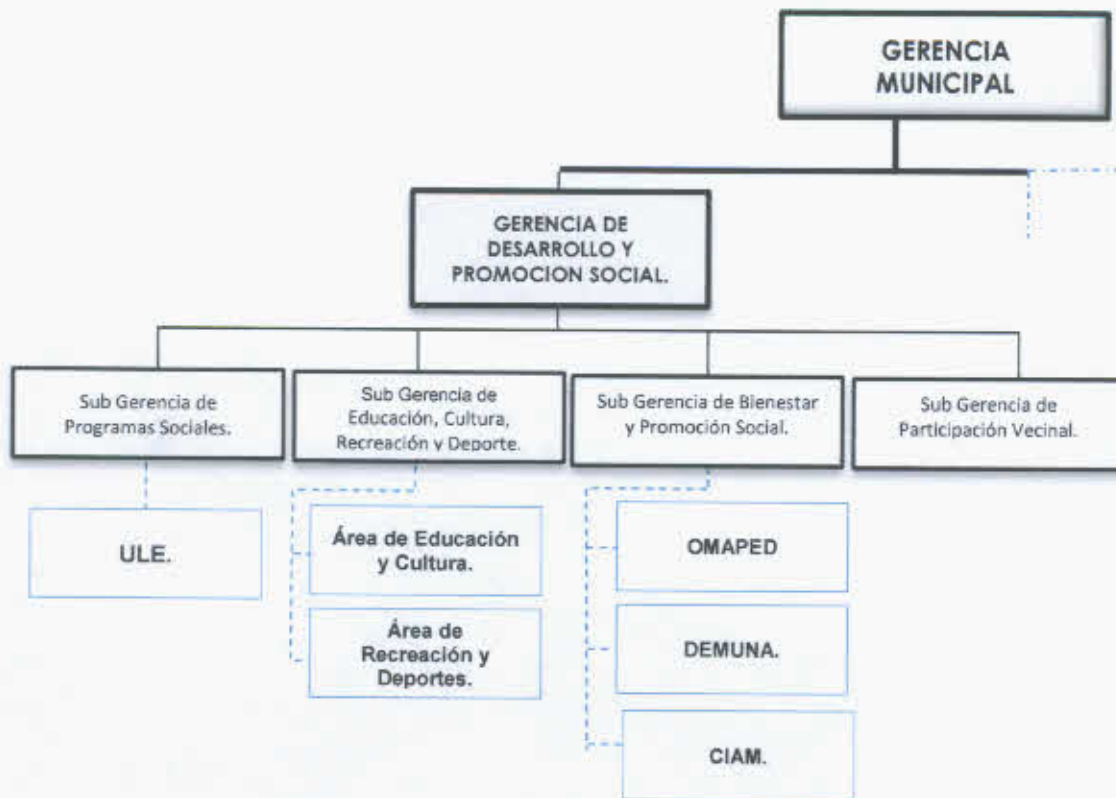 GERENCIA
MUNICIPAL
GERENCIA DE
DESARROLLO Y
PROMOCION SOCIAL.
Sub Gerencia de
Programas Sociales.
Sub Gerencia de
Educación, Cultura,
Recreación y Deporte.
Sub Gerencia de Bienestar
y Promoción Social.
Sub Gerencia de
Participación Vecinal.
ULE.
Área de Educación
y Cultura.
Área de
Recreación y
Deportes.
OMAPED
DEMUNA.
CIAM.